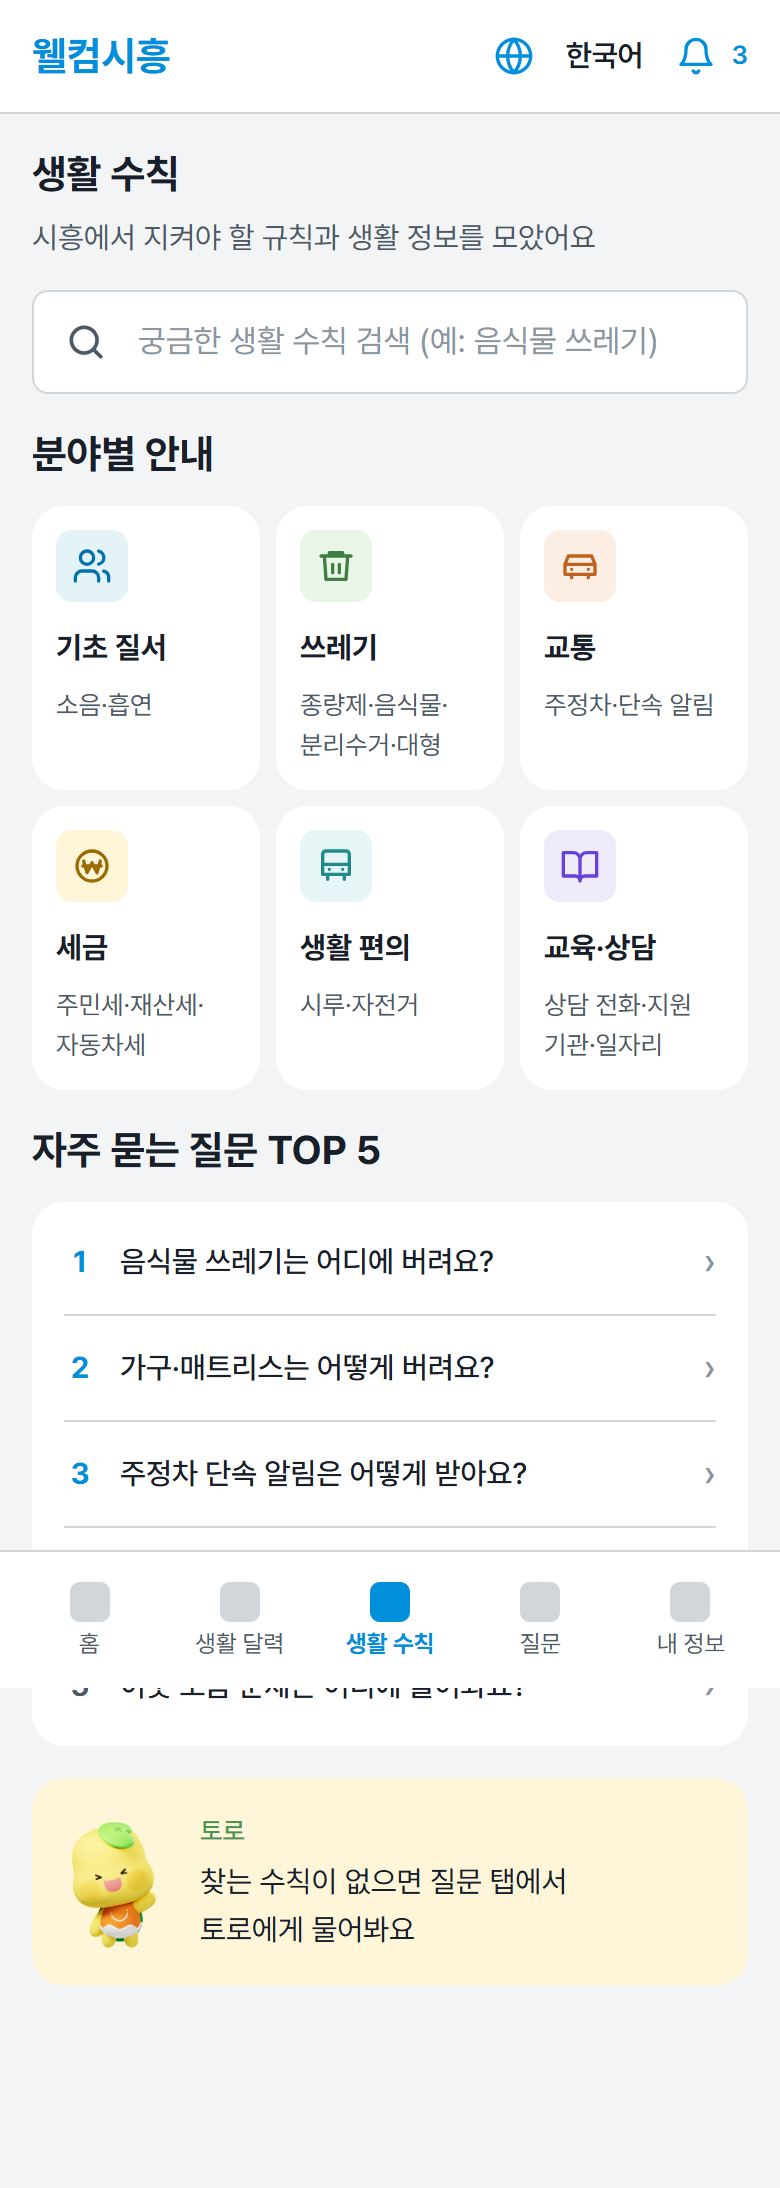 웰컴시흥
한국어
3
생활 수칙
시흥에서 지켜야 할 규칙과 생활 정보를 모았어요
궁금한 생활 수칙 검색 (예: 음식물 쓰레기)
분야별 안내
기초 질서
소음·흡연
쓰레기
종량제·음식물·
분리수거·대형
교통
주정차·단속 알림
세금
주민세·재산세·
자동차세
생활 편의
시루·자전거
교육·상담
상담 전화·지원
기관·일자리
자주 묻는 질문 TOP 5
1 음식물 쓰레기는 어디에 버려요?
2 가구·매트리스는 어떻게 버려요?
3 주정차 단속 알림은 어떻게 받아요?
홈
생활 달력
생활 수칙
질문
내 정보
토로
찾는 수칙이 없으면 질문 탭에서
토로에게 물어봐요